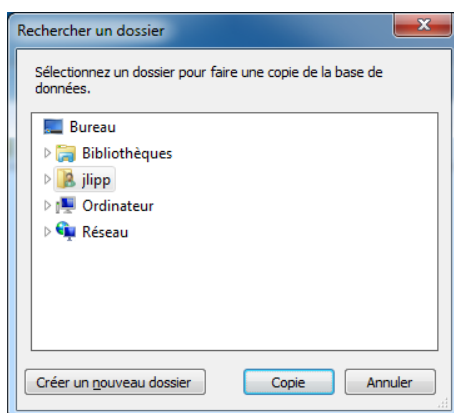 Rechercher un dossier
Sélectionnez un dossier pour faire une copie de la base de
données.
Bureau
Bibliothèques
jlipp
Ordinateur
Réseau
Créer un nouveau dossier Copie Annuler